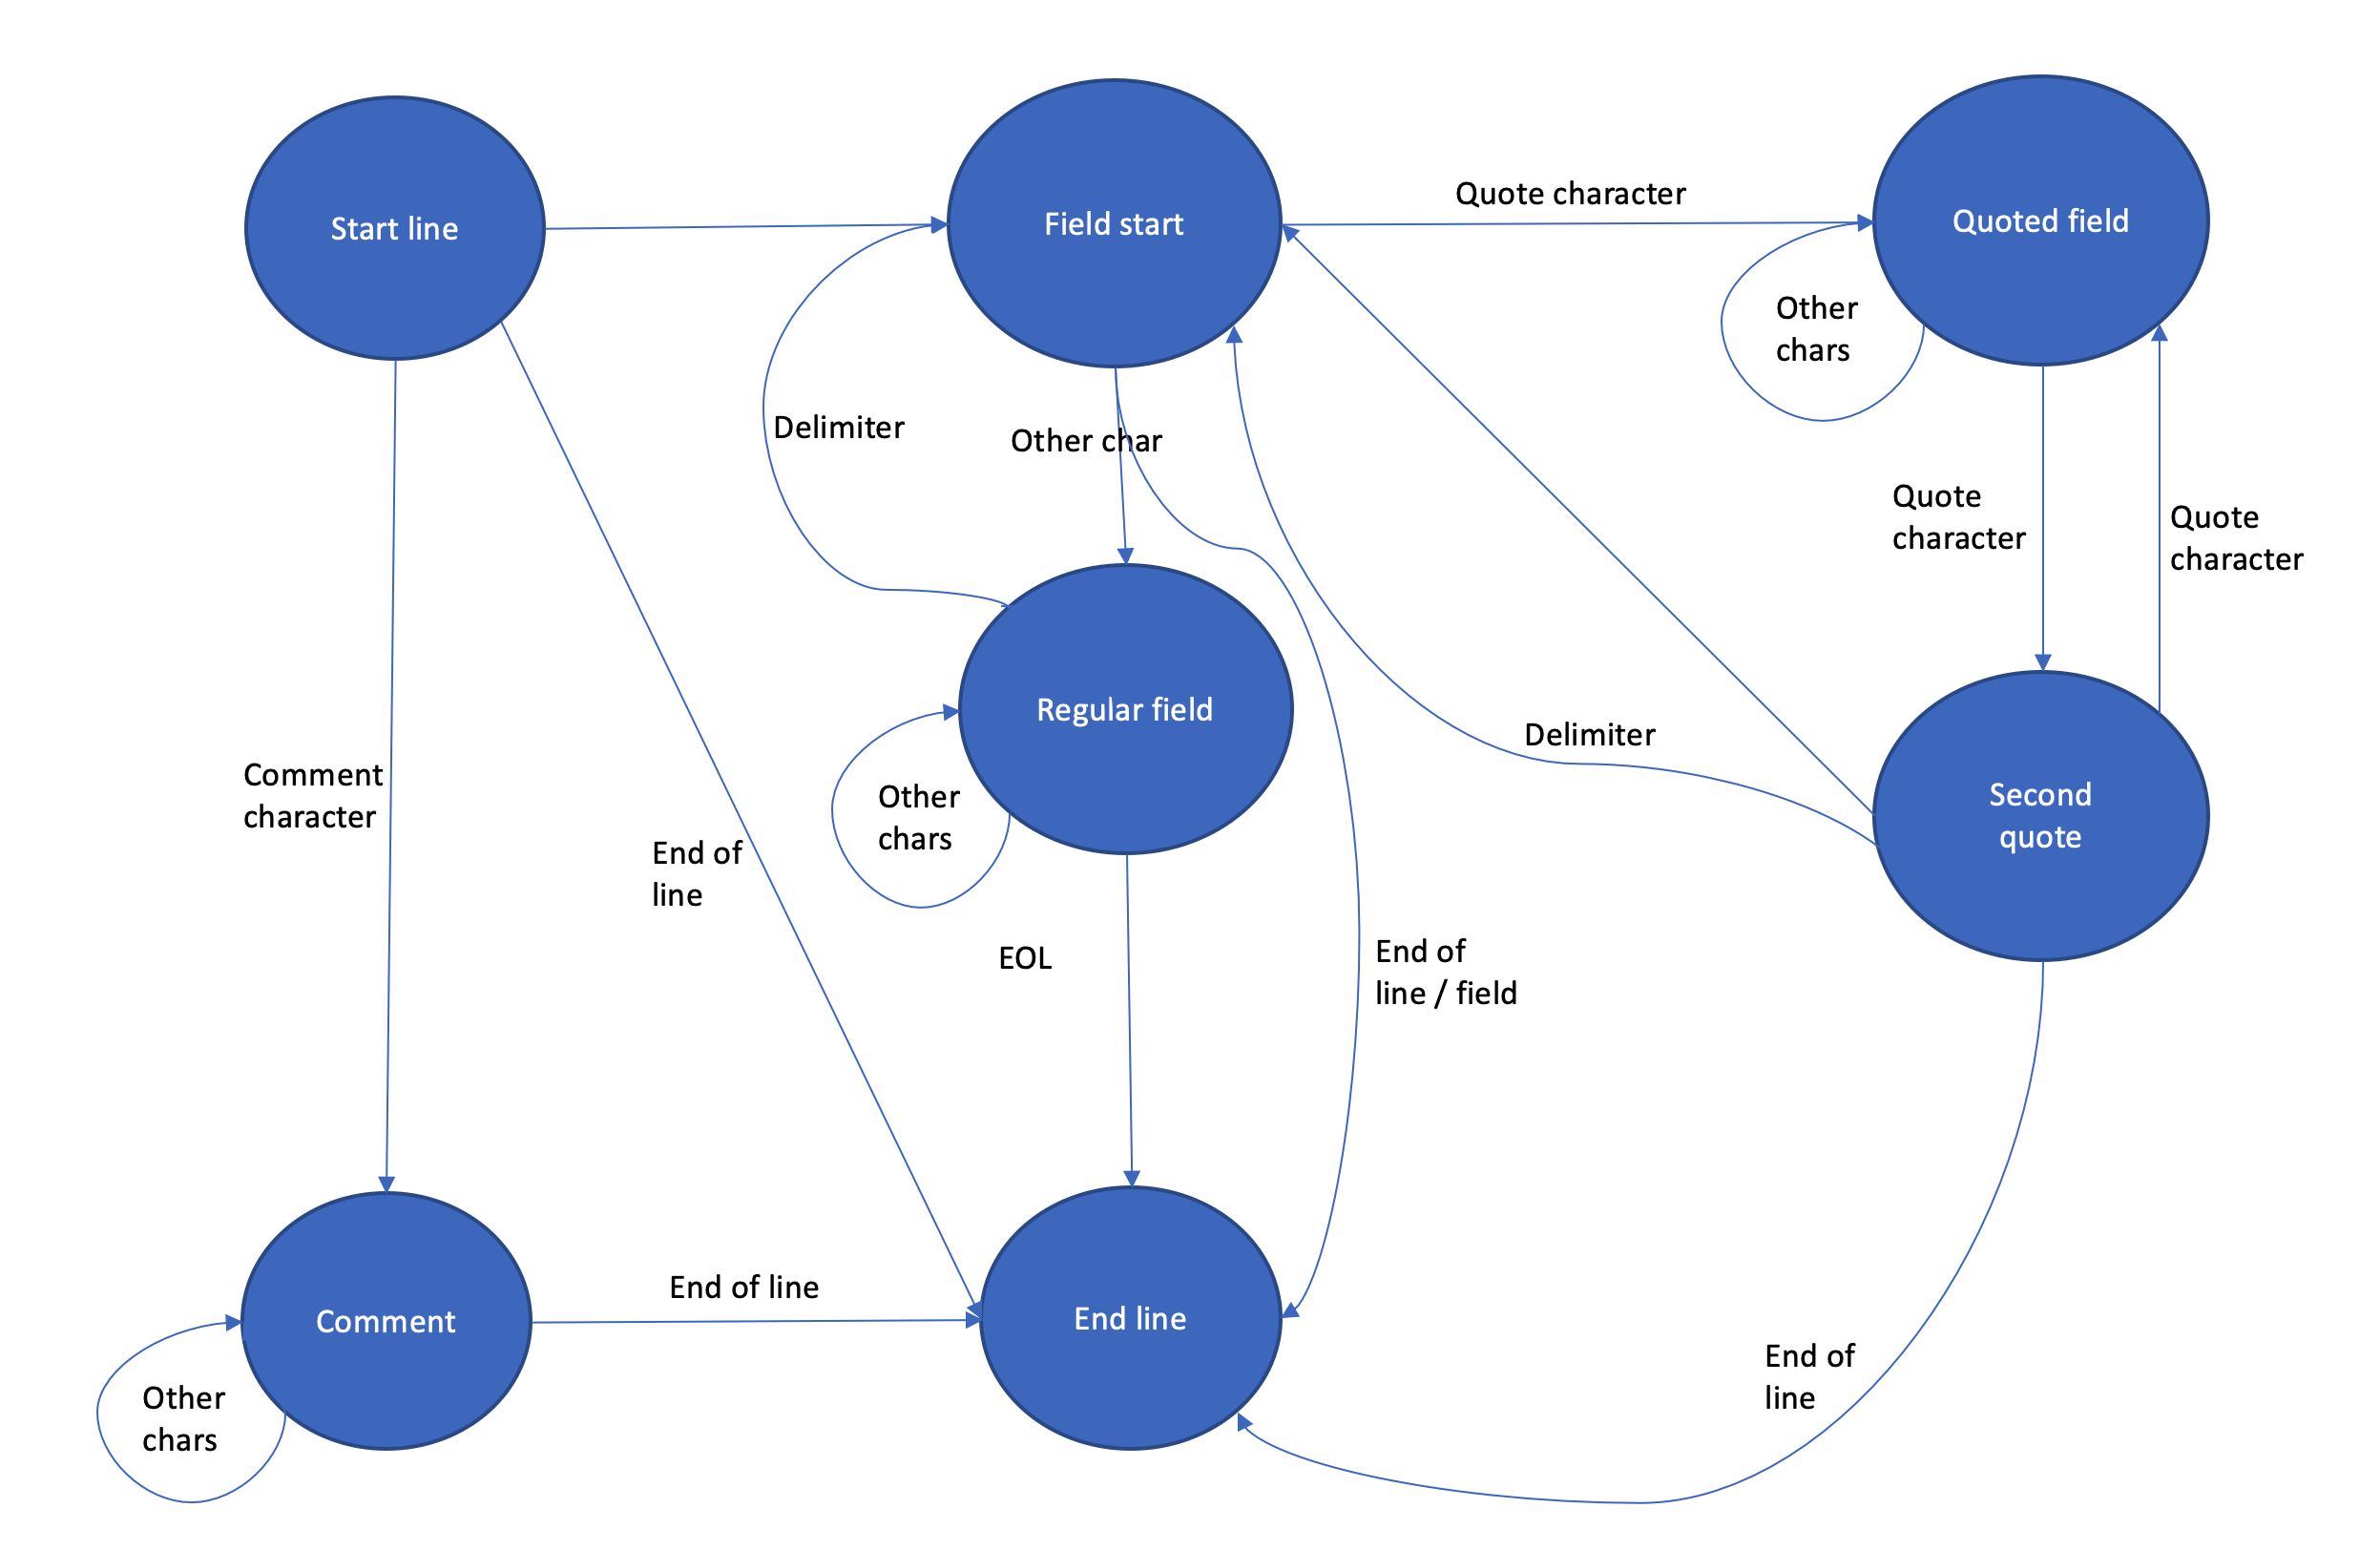 Start line
Field start
Quote character
Quoted field
Other
chars
Delimiter
Other char
Quote
character
Quote
character
Regular field
Delimiter
Comment
character
Other
chars
Second
quote
End of
line
EOL
End of
line / field
End of line
Comment
End line
End of
line
Other
chars